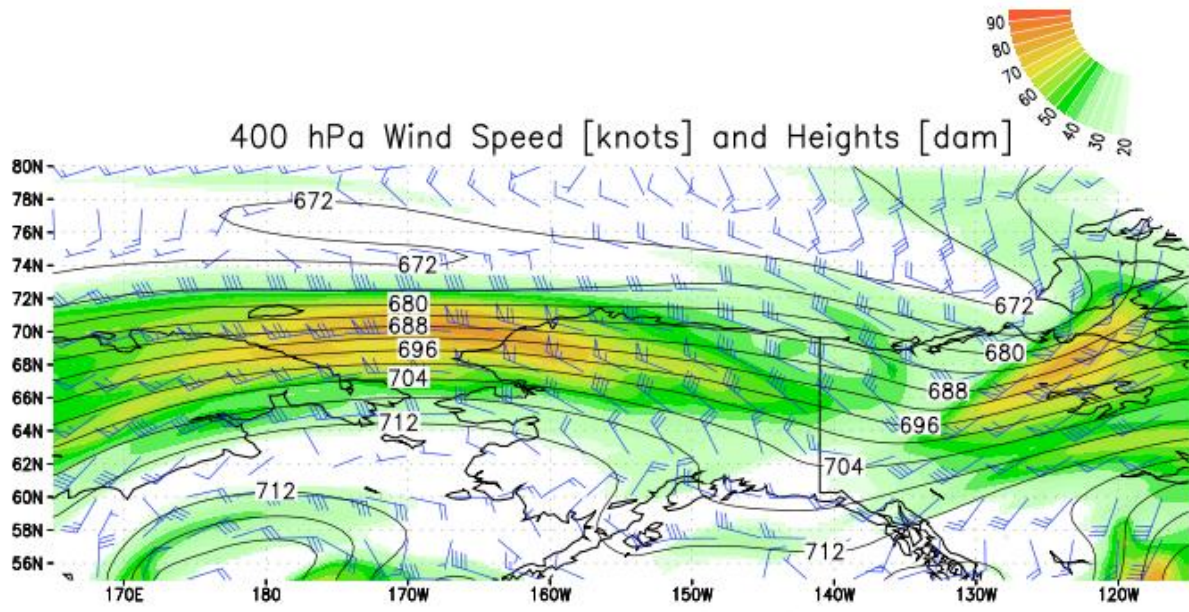 90
80
70
60
50
40
30
20
400 hPa Wind Speed [knots] and Heights [dam]
80N
78N
672
76N
74N
672
72N
680
672
70N
688
680
68N
696
688
66N
704
696
64N
712
62N
704
60N
712
58N
712
56N
170E 180 170W 160W 150W 140W 130W 120W